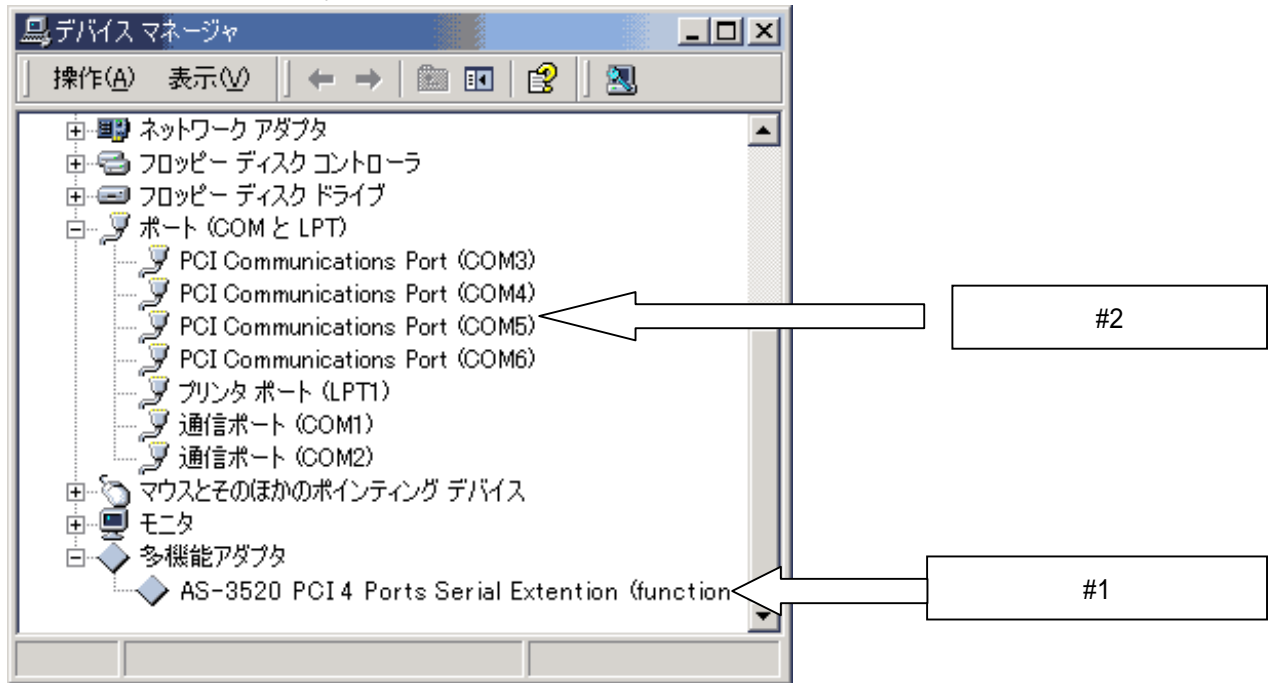 デバイス マネージャ
操作(A) 表示(V)
ネットワーク アダプタ
フロッピー ディスク コントローラ
フロッピー ディスク ドライブ
ポート (COM と LPT)
PCI Communications Port (COM3)
PCI Communications Port (COM4)
PCI Communications Port (COM5)
PCI Communications Port (COM6)
#2
プリンタ ポート (LPT1)
通信ポート (COM1)
通信ポート (COM2)
マウスとそのほかのポインティング デバイス
モニタ
多機能アダプタ
AS-3520 PCI 4 Ports Serial Extention (function
#1